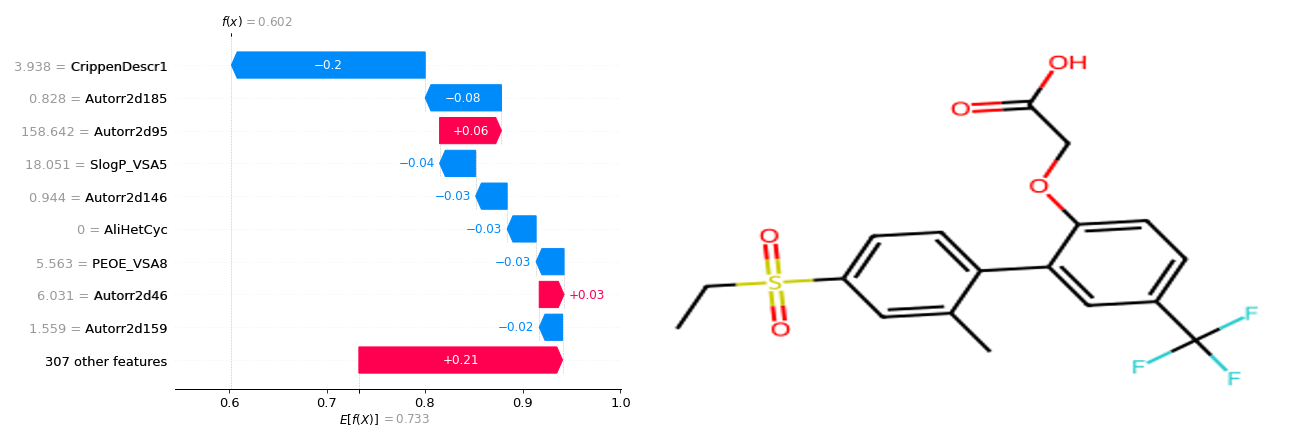 f(x) = 0.602
3.938 = CrippenDescr1
−0.2
0.828 = Autorr2d185
−0.08
158.642 = Autorr2d95
+0.06
18.051 = SlogP_VSA5
−0.04
0.944 = Autorr2d146
−0.03
0 = AliHetCyc
−0.03
5.563 = PEOE_VSA8
−0.03
6.031 = Autorr2d46
+0.03
1.559 = Autorr2d159
−0.02
307 other features
+0.21
0.6 0.7 0.8 0.9 1.0
E[f(X)] = 0.733
OH
O
O
O
S
O
F
F
F